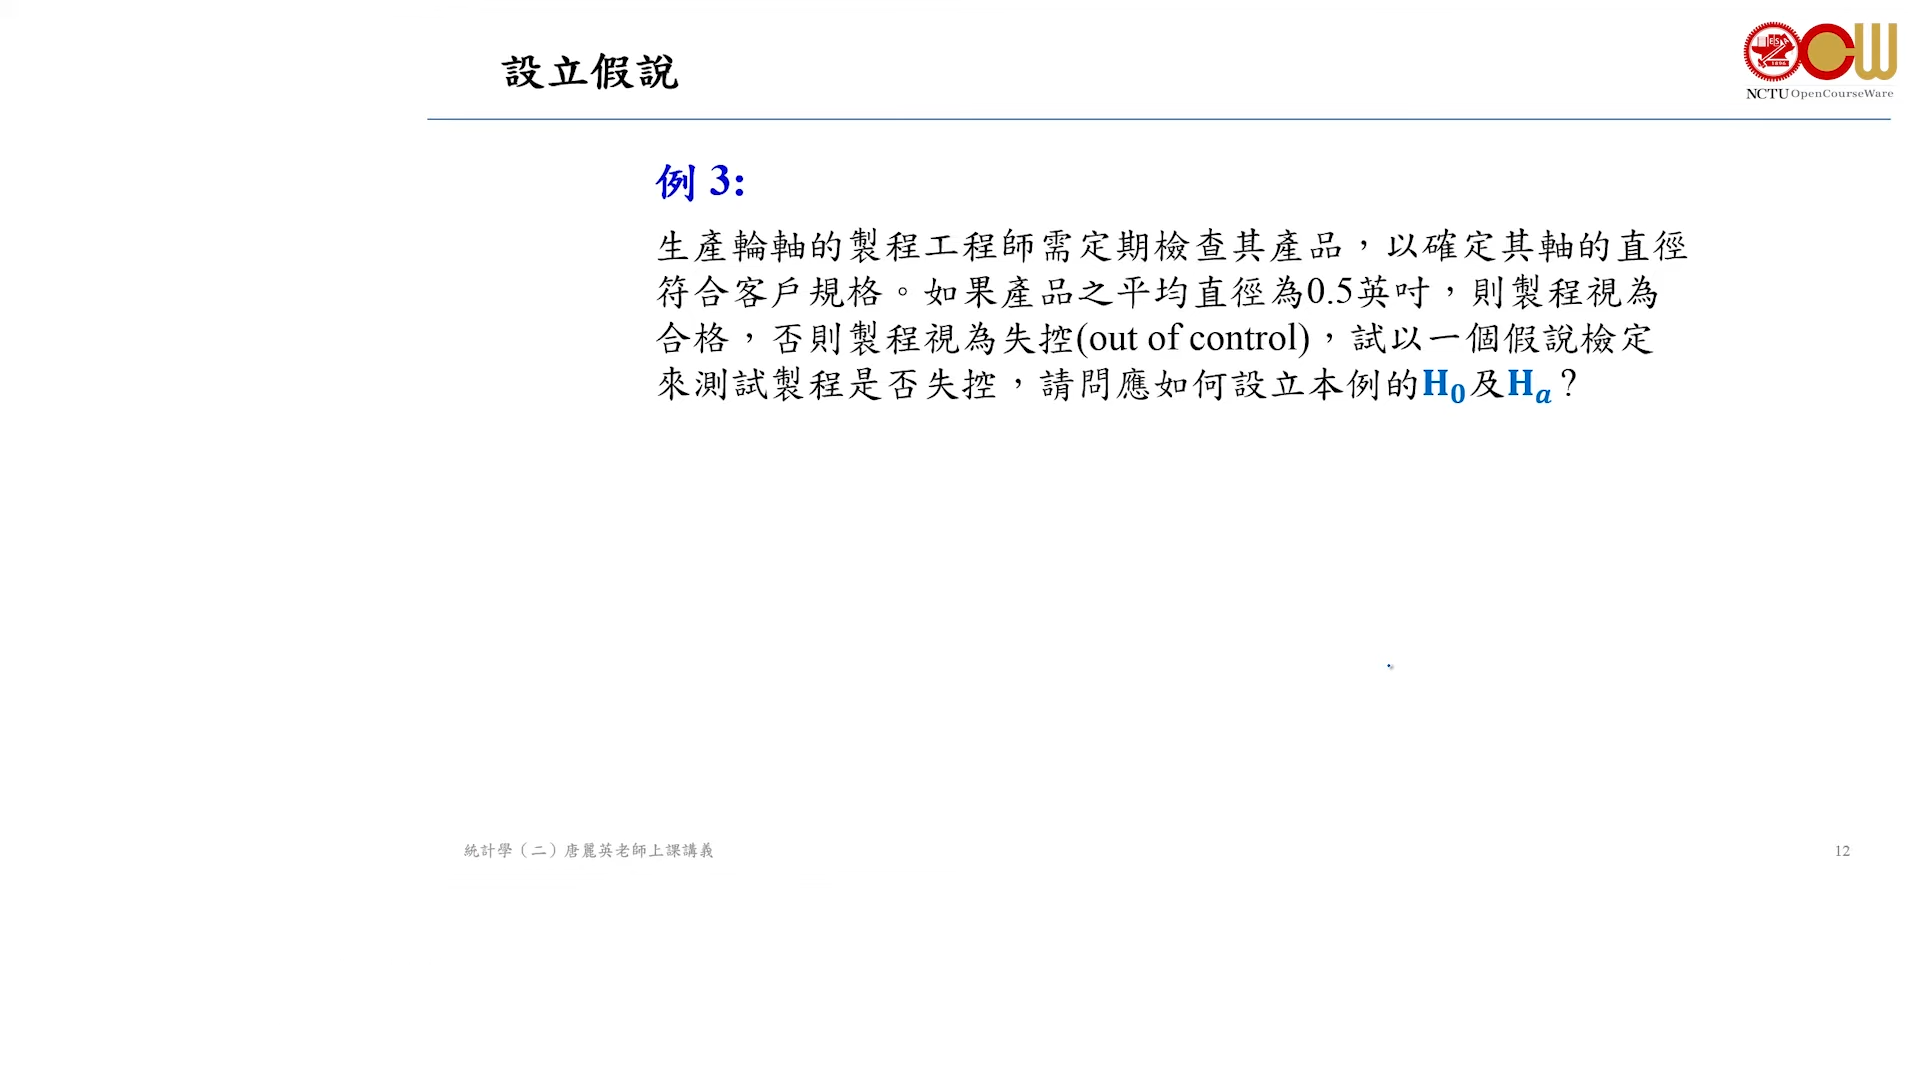 設立假說
NCTU OpenCourseWare
例 3:
生產輪軸的製程工程師需定期檢查其產品，以確定其軸的直徑
符合客戶規格。如果產品之平均直徑為0.5英吋，則製程視為
合格，否則製程視為失控(out of control)，試以一個假說檢定
來測試製程是否失控，請問應如何設立本例的H₀及Hₐ？
統計學（二）唐麗英老師上課講義
12